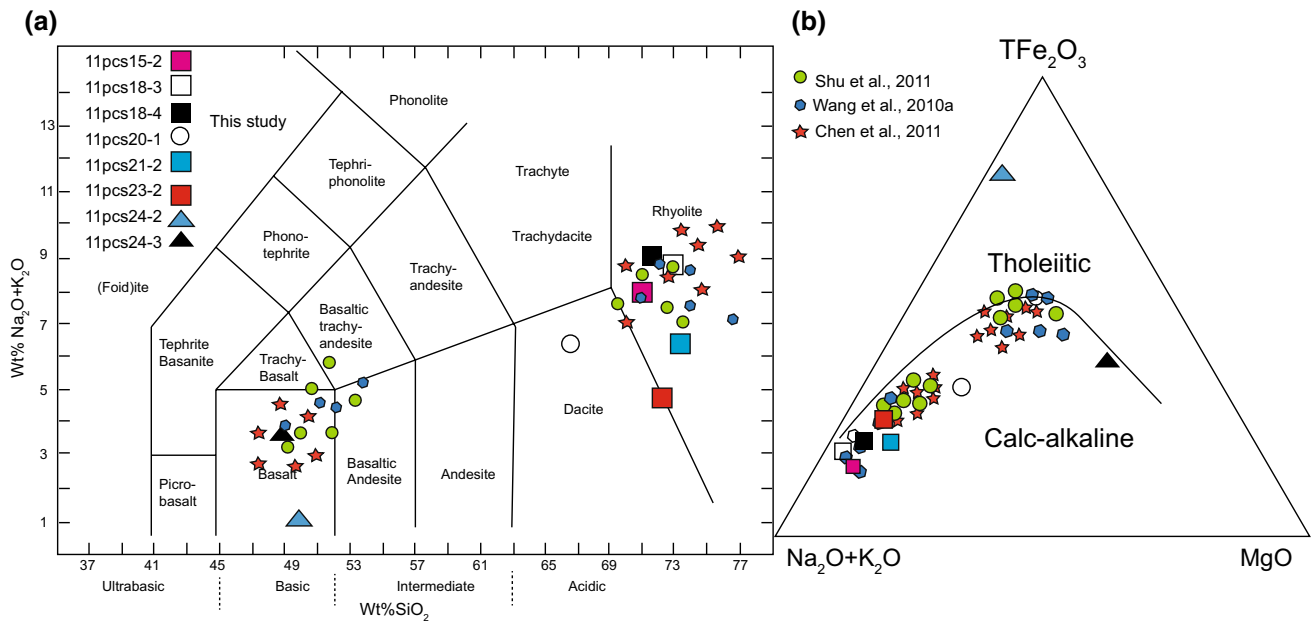 (a)
11pcs15-2
11pcs18-3
11pcs18-4
11pcs20-1
11pcs21-2
11pcs23-2
11pcs24-2
11pcs24-3
This study
Phonolite
Tephri-
phonolite
Trachyte
Phono-
tephrite
Trachydacite
Rhyolite
(Foid)ite
Trachy-
andesite
Basaltic
trachy-
andesite
Tephrite
Basanite
Trachy-
Basalt
Dacite
Basalt
Basaltic
Andesite
Andesite
Picro-
basalt
Wt% Na₂O+K₂O
13
11
9
7
5
3
1
37 41 45 49 53 57 61 65 69 73 77
Ultrabasic Basic Intermediate Acidic
Wt%SiO₂
(b)
TFe₂O₃
Shu et al., 2011
Wang et al., 2010a
Chen et al., 2011
Tholeiitic
Calc-alkaline
Na₂O+K₂O
MgO